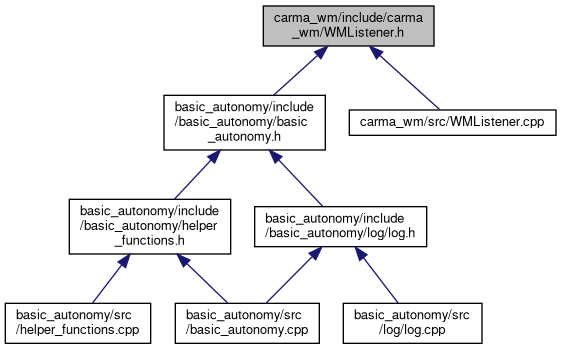 carma_wm/include/carma
_wm/WMListener.h
basic_autonomy/include
/basic_autonomy/basic
_autonomy.h
carma_wm/src/WMListener.cpp
basic_autonomy/include
/basic_autonomy/helper
_functions.h
basic_autonomy/include
/basic_autonomy/log/log.h
basic_autonomy/src
/helper_functions.cpp
basic_autonomy/src
/basic_autonomy.cpp
basic_autonomy/src
/log/log.cpp